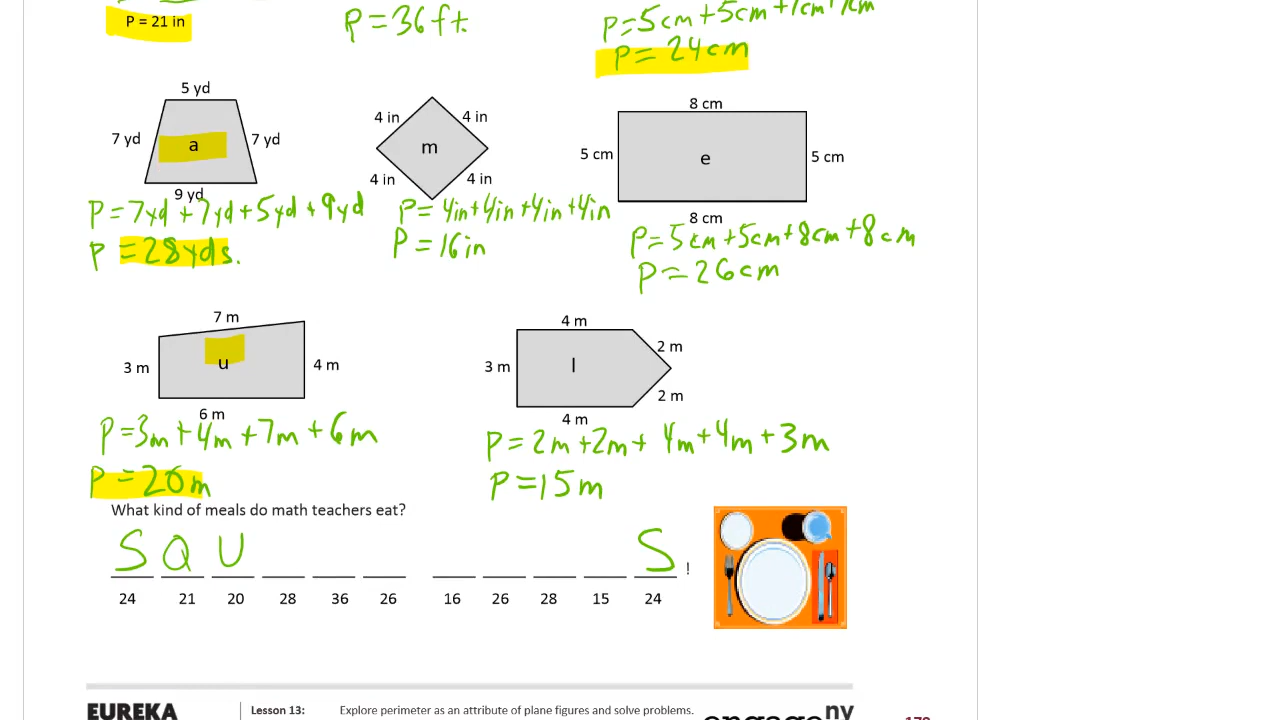 P = 21 in
P = 36 ft.
P = 5cm + 5cm + 7cm + 7cm
P = 24cm
5 yd
7 yd a 7 yd
9 yd
P = 7yd + 7yd + 5yd + 9yd
P = 28yds.
4 in 4 in
m
4 in 4 in
P = 4in + 4in + 4in + 4in
P = 16in
8 cm
5 cm e 5 cm
8 cm
P = 5cm + 5cm + 8cm + 8cm
P = 26cm
7 m
3 m u 4 m
6 m
P = 3m + 4m + 7m + 6m
P = 20m
4 m
2 m
3 m l
2 m
4 m
P = 2m + 2m + 4m + 4m + 3m
P = 15m
What kind of meals do math teachers eat?
S Q U S !
24 21 20 28 36 26 16 26 28 15 24
EUREKA
Lesson 13: Explore perimeter as an attribute of plane figures and solve problems.
engage ny